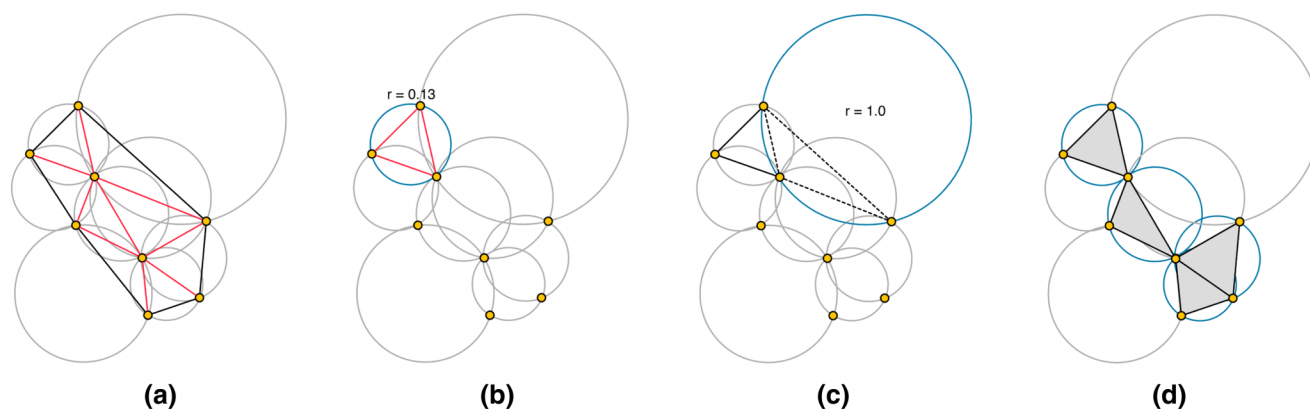 r = 0.13
r = 1.0
(a)
(b)
(c)
(d)